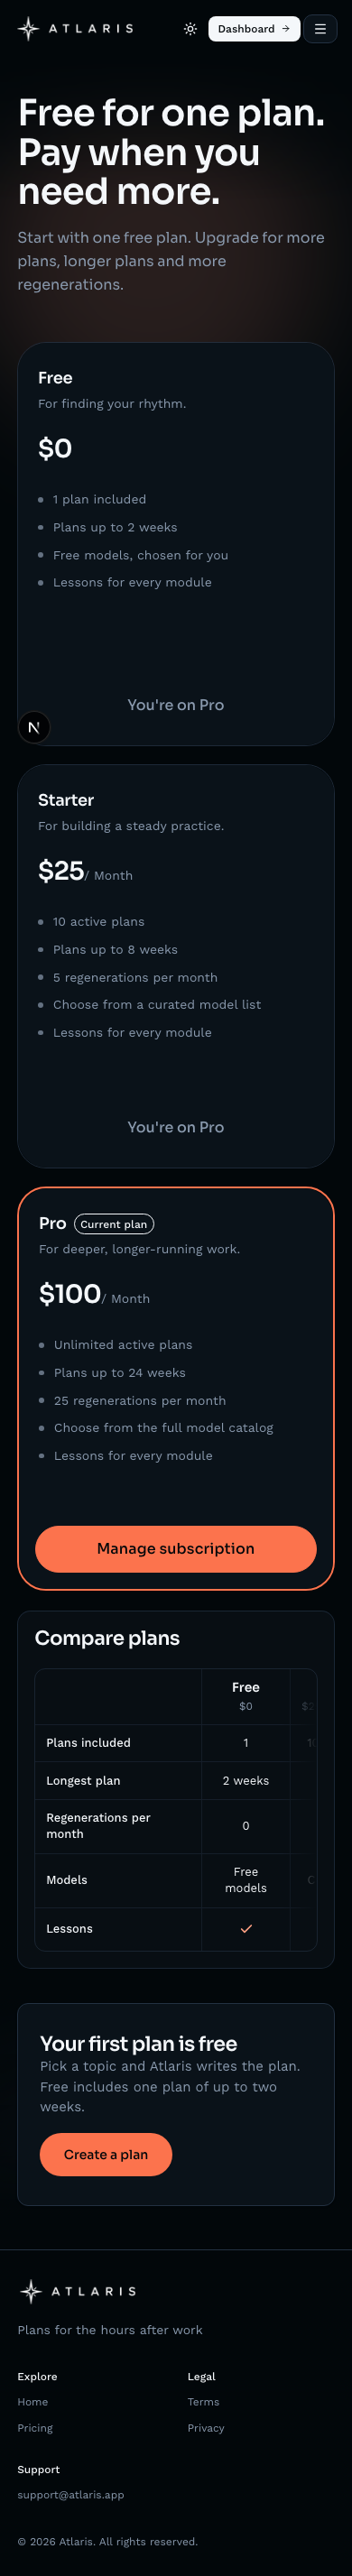 ATLARIS
Dashboard →
Free for one plan.
Pay when you
need more.
Start with one free plan. Upgrade for more
plans, longer plans and more
regenerations.
Free
For finding your rhythm.
$0
1 plan included
Plans up to 2 weeks
Free models, chosen for you
Lessons for every module
You're on Pro
N
Starter
For building a steady practice.
$25/ Month
10 active plans
Plans up to 8 weeks
5 regenerations per month
Choose from a curated model list
Lessons for every module
You're on Pro
Pro Current plan
For deeper, longer-running work.
$100/ Month
Unlimited active plans
Plans up to 24 weeks
25 regenerations per month
Choose from the full model catalog
Lessons for every module
Manage subscription
Compare plans
Free
$0
Plans included 1
Longest plan 2 weeks
Regenerations per
month
0
Models
Free
models
Lessons ✓
Your first plan is free
Pick a topic and Atlaris writes the plan.
Free includes one plan of up to two
weeks.
Create a plan
ATLARIS
Plans for the hours after work
Explore Legal
Home Terms
Pricing Privacy
Support
support@atlaris.app
© 2026 Atlaris. All rights reserved.